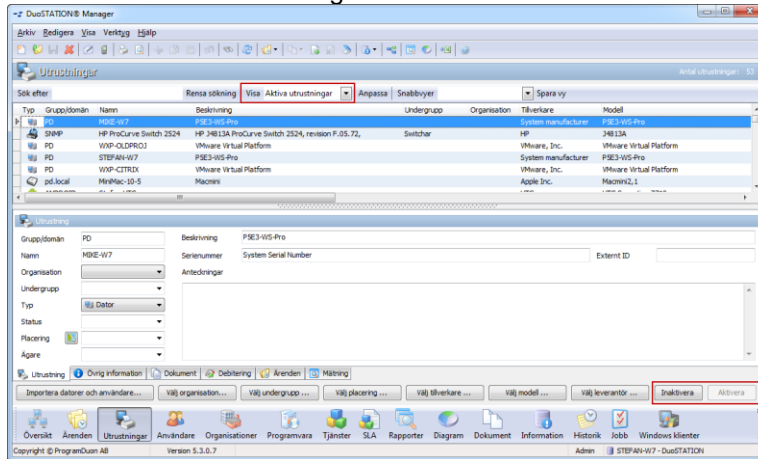 DuoSTATION® Manager
Arkiv Redigera Visa Verktyg Hjälp
Utrustningar Antal utrustningar: 53
Sök efter Rensa sökning Visa Aktiva utrustningar Anpassa Snabbvyer Spara vy
Typ Grupp/domän Namn Beskrivning Undergrupp Organisation Tillverkare Modell
PD MIKE-W7 P5E3-WS-Pro System manufacturer P5E3-WS-Pro
SNMP HP ProCurve Switch 2524 HP J4813A ProCurve Switch 2524, revision F.05.72, Switchar HP J4813A
PD WXP-OLDPROJ VMware Virtual Platform VMware, Inc. VMware Virtual Platform
PD STEFAN-W7 P5E3-WS-Pro System manufacturer P5E3-WS-Pro
PD WXP-CITRIX VMware Virtual Platform VMware, Inc. VMware Virtual Platform
pd.local MiniMac-10-5 Macmini Apple Inc. Macmini2,1
Utrustning
Grupp/domän PD Beskrivning P5E3-WS-Pro
Namn MIKE-W7 Serienummer System Serial Number Externt ID
Organisation Anteckningar
Undergrupp
Typ Dator
Status
Placering
Ägare
Utrustning Övrig information Dokument Debitering Ärenden Mätning
Importera datorer och användare... Välj organisation... Välj undergrupp ... Välj placering ... Välj tillverkare ... Välj modell ... Välj leverantör ... Inaktivera Aktivera
Översikt Ärenden Utrustningar Användare Organisationer Programvara Tjänster SLA Rapporter Diagram Dokument Information Historik Jobb Windows klienter
Copyright © ProgramDuon AB Version 5.3.0.7 Admin STEFAN-W7 - DuoSTATION